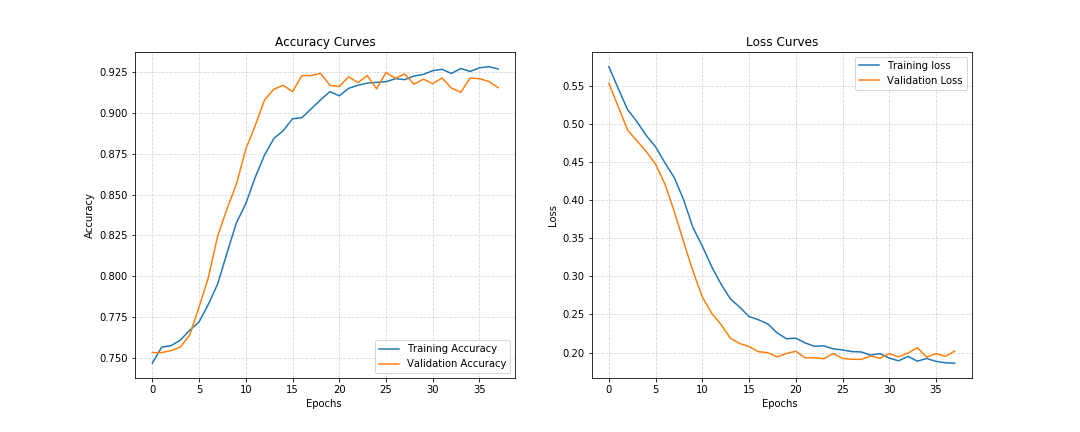 Accuracy Curves
0.925
0.900
0.875
0.850
0.825
0.800
0.775
0.750
Accuracy
0 5 10 15 20 25 30 35
Epochs
Training Accuracy
Validation Accuracy
Loss Curves
0.55
0.50
0.45
0.40
0.35
0.30
0.25
0.20
Loss
0 5 10 15 20 25 30 35
Epochs
Training loss
Validation Loss